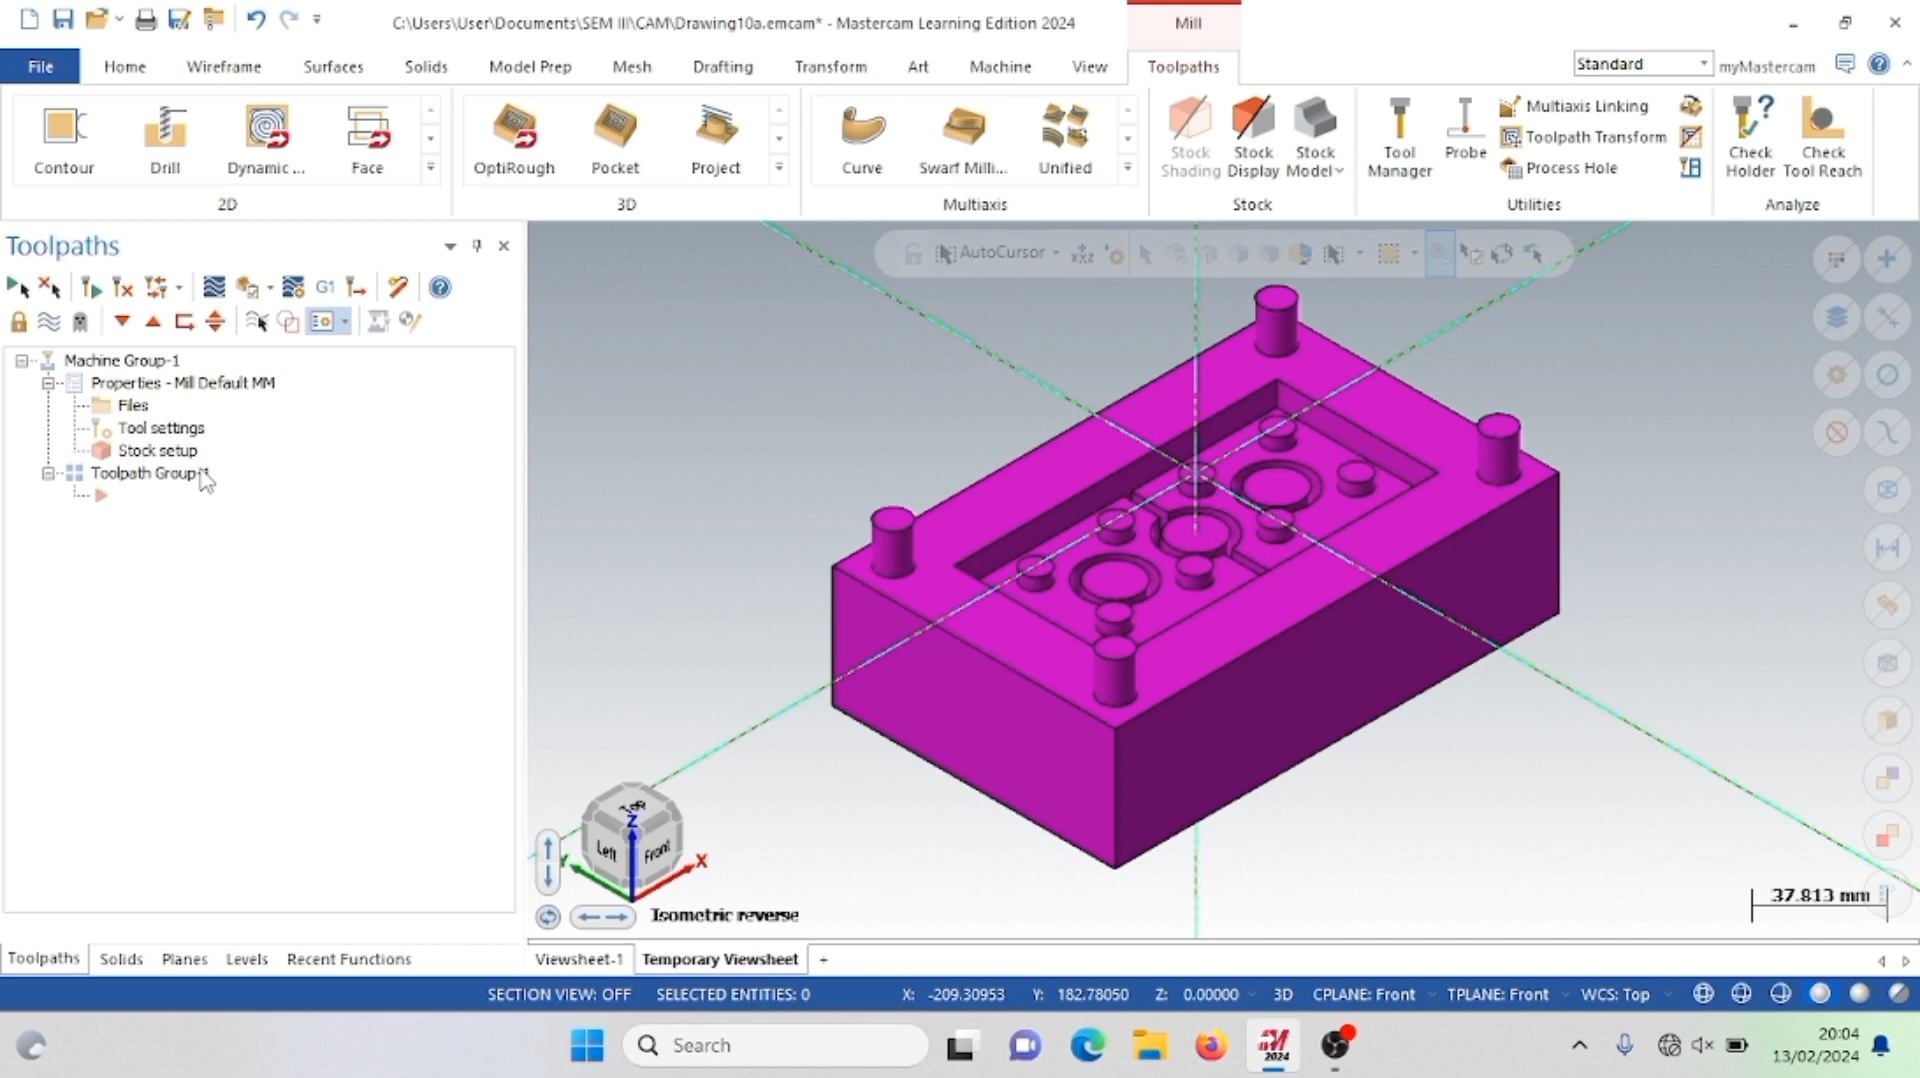 C:\Users\User\Documents\SEM III\CAM\Drawing10a.emcam* - Mastercam Learning Edition 2024
Mill
File
Home
Wireframe
Surfaces
Solids
Model Prep
Mesh
Drafting
Transform
Art
Machine
View
Toolpaths
Standard
myMastercam
Contour
Drill
Dynamic ...
Face
2D
OptiRough
Pocket
Project
3D
Curve
Swarf Milli...
Unified
Multiaxis
Stock
Shading
Stock
Display
Stock
Model
Stock
Tool
Manager
Probe
Multiaxis Linking
Toolpath Transform
Process Hole
Utilities
Check
Holder
Check
Tool Reach
Analyze
Toolpaths
G1
Machine Group-1
Properties - Mill Default MM
Files
Tool settings
Stock setup
Toolpath Group-1
AutoCursor
XYZ
Top
Left
Front
Z
Y
X
Isometric reverse
37.813 mm
Toolpaths
Solids
Planes
Levels
Recent Functions
Viewsheet-1
Temporary Viewsheet
+
SECTION VIEW: OFF
SELECTED ENTITIES: 0
X: -209.30953
Y: 182.78050
Z: 0.00000
3D
CPLANE: Front
TPLANE: Front
WCS: Top
Search
2024
20:04
13/02/2024